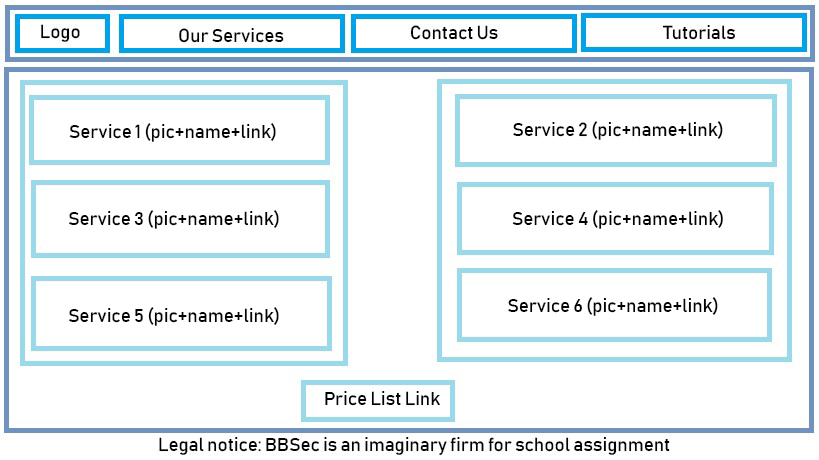 Logo
Our Services
Contact Us
Tutorials
Service 1 (pic+name+link)
Service 2 (pic+name+link)
Service 3 (pic+name+link)
Service 4 (pic+name+link)
Service 5 (pic+name+link)
Service 6 (pic+name+link)
Price List Link
Legal notice: BBSec is an imaginary firm for school assignment